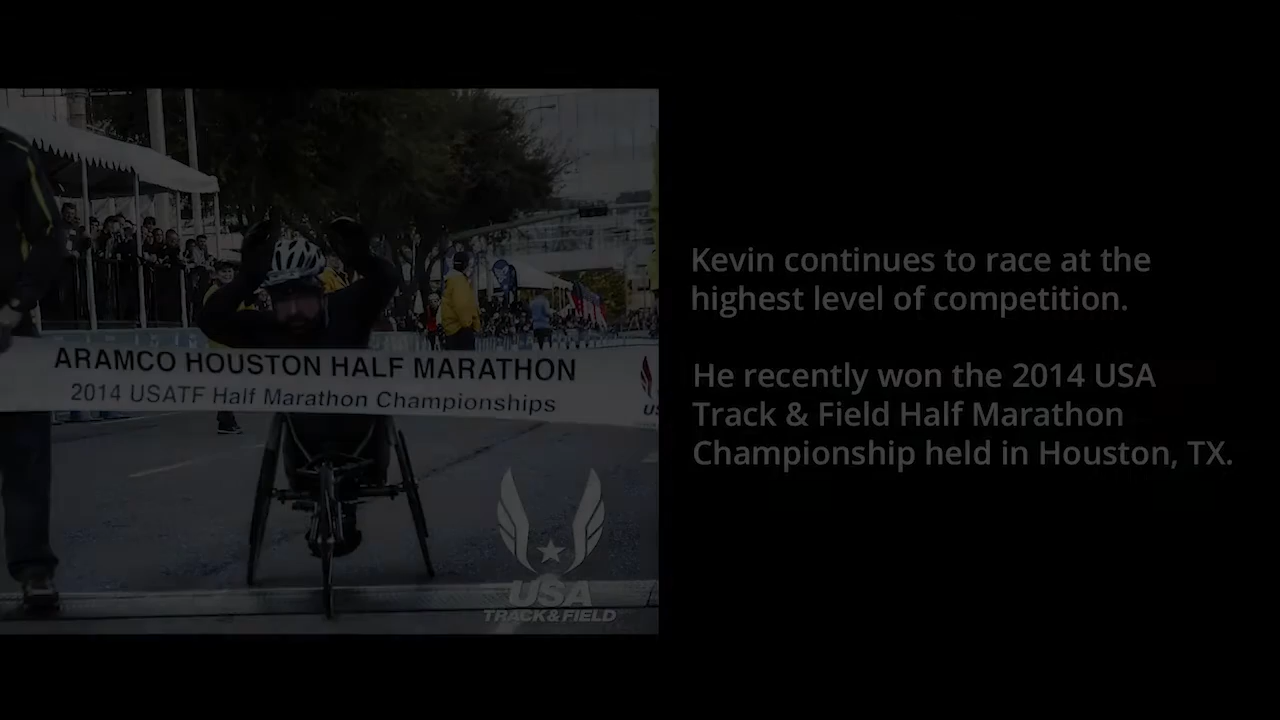 ARAMCO HOUSTON HALF MARATHON
2014 USATF Half Marathon Championships
US
USA
TRACK & FIELD
Kevin continues to race at the
highest level of competition.
He recently won the 2014 USA
Track & Field Half Marathon
Championship held in Houston, TX.